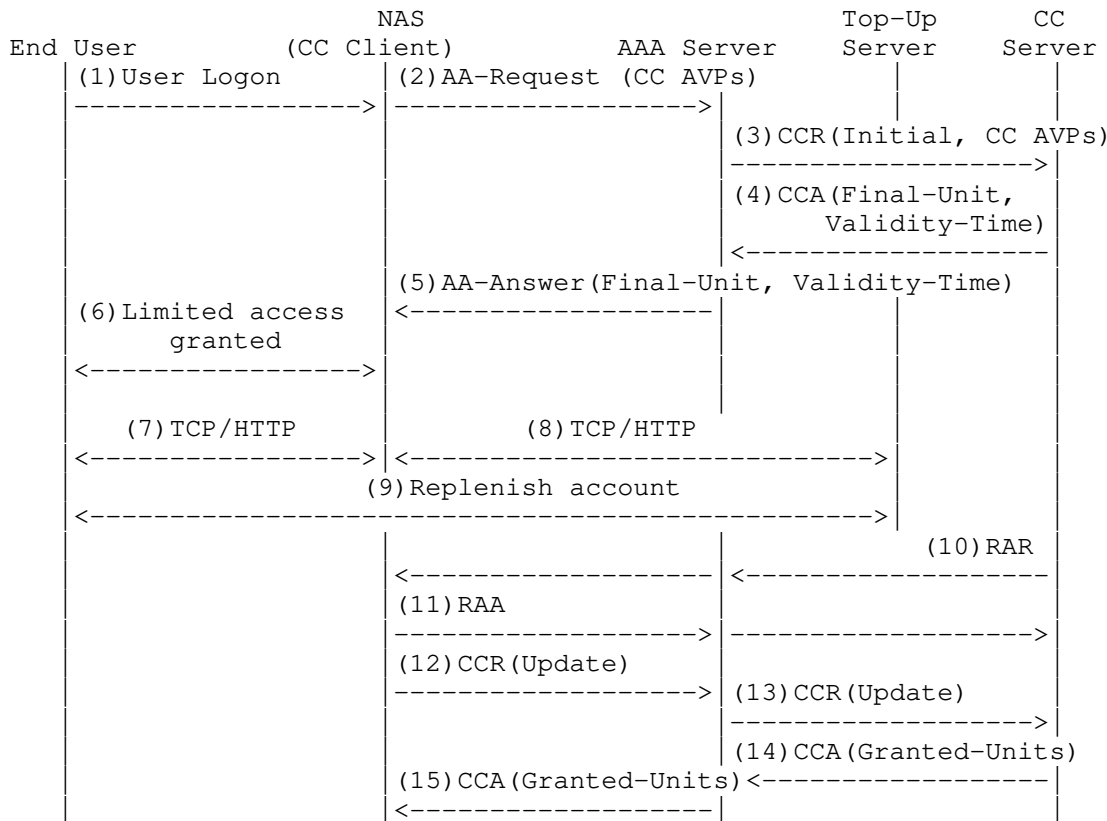 NAS Top-Up CC
End User (CC Client) AAA Server Server Server
(1)User Logon (2)AA-Request (CC AVPs)
(3)CCR(Initial, CC AVPs)
(4)CCA(Final-Unit,
Validity-Time)
(5)AA-Answer(Final-Unit, Validity-Time)
(6)Limited access
granted
(7)TCP/HTTP (8)TCP/HTTP
(9)Replenish account
(10)RAR
(11)RAA
(12)CCR(Update)
(13)CCR(Update)
(14)CCA(Granted-Units)
(15)CCA(Granted-Units)